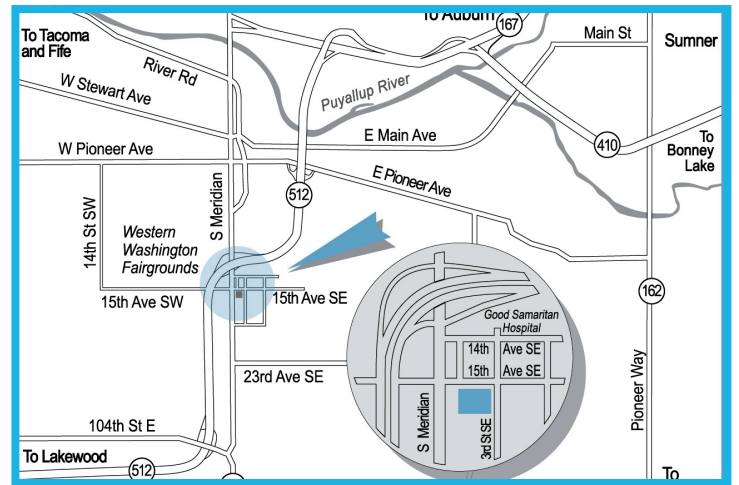 To Auburn
167
To Tacoma
and Fife
Main St
Sumner
River Rd
W Stewart Ave
Puyallup River
E Main Ave
410
To
Bonney
Lake
W Pioneer Ave
E Pioneer Ave
512
14th St SW
S Meridian
Western
Washington
Fairgrounds
15th Ave SW
15th Ave SE
162
Good Samaritan
Hospital
14th Ave SE
15th Ave SE
23rd Ave SE
S Meridian
3rd St SE
Pioneer Way
104th St E
To Lakewood
512
To